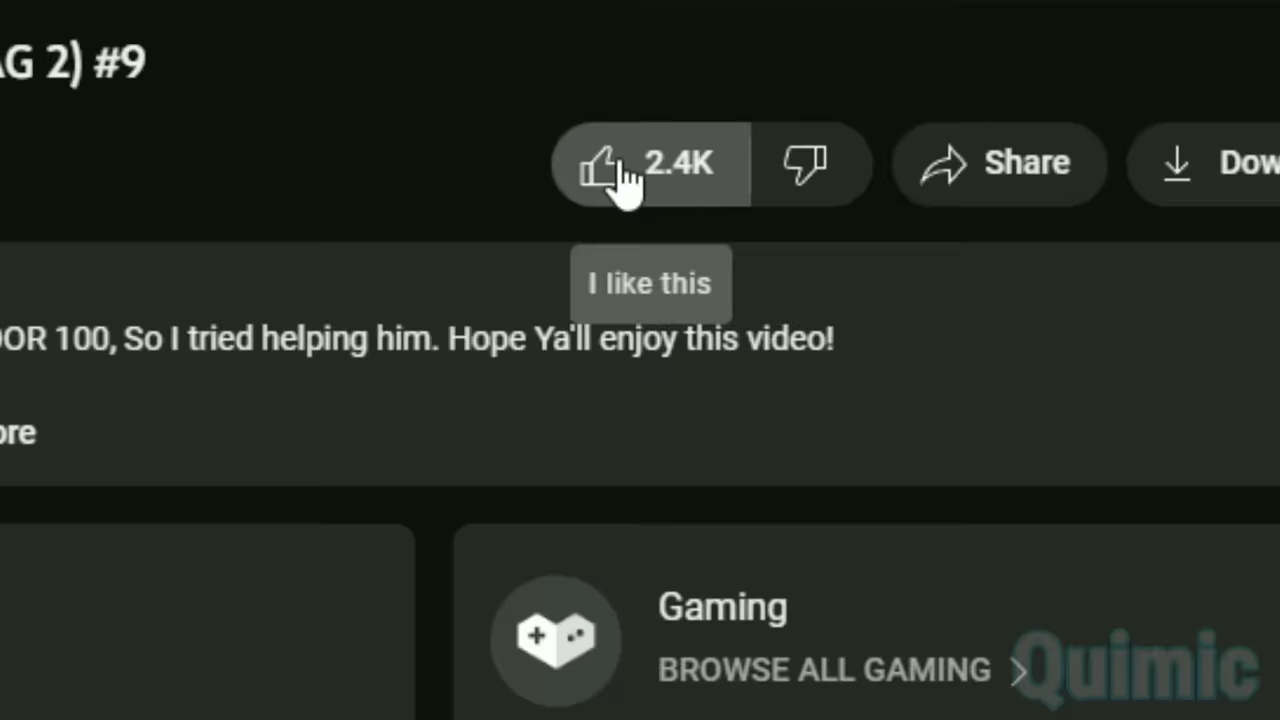 AG 2) #9
2.4K
Share
Dow
I like this
OOR 100, So I tried helping him. Hope Ya'll enjoy this video!
ore
Gaming
BROWSE ALL GAMING
Quimic